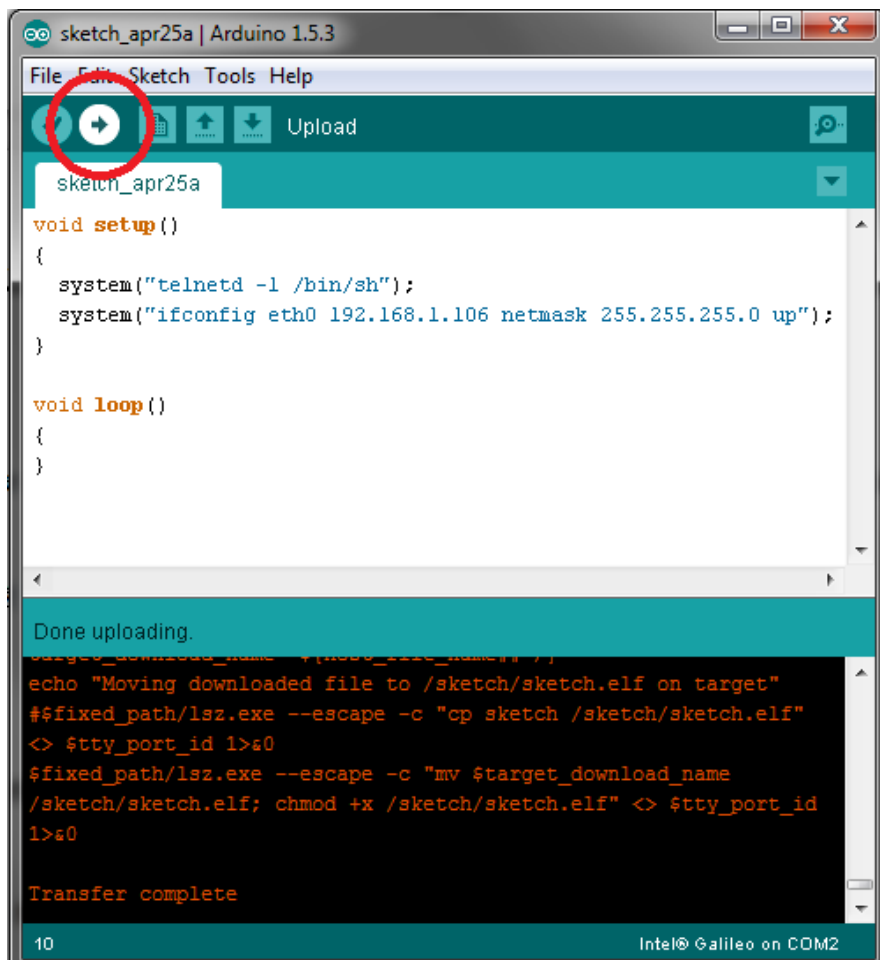 sketch_apr25a | Arduino 1.5.3
File Edit Sketch Tools Help
Upload
sketch_apr25a
void setup()
{
  system("telnetd -l /bin/sh");
  system("ifconfig eth0 192.168.1.106 netmask 255.255.255.0 up");
}
void loop()
{
}
Done uploading.
echo "Moving downloaded file to /sketch/sketch.elf on target"
#$fixed_path/lsz.exe --escape -c "cp sketch /sketch/sketch.elf"
<> $tty_port_id 1>&0
$fixed_path/lsz.exe --escape -c "mv $target_download_name
/sketch/sketch.elf; chmod +x /sketch/sketch.elf" <> $tty_port_id
1>&0
Transfer complete
10
Intel® Galileo on COM2